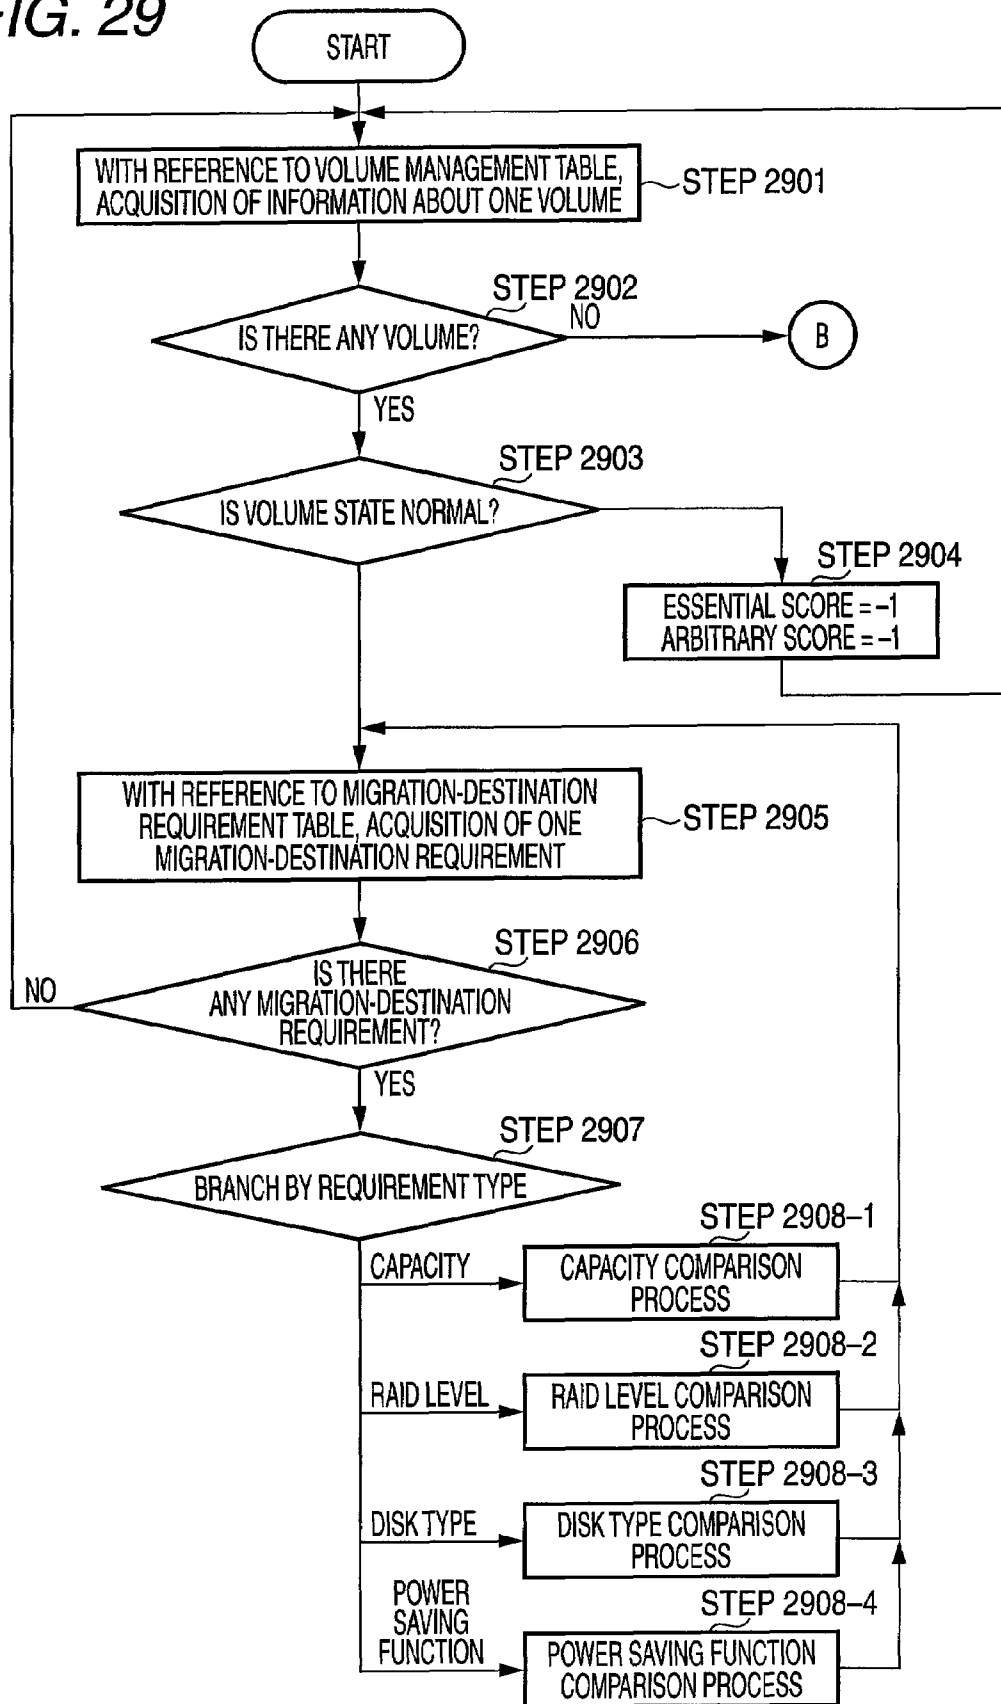 FIG. 29
START
WITH REFERENCE TO VOLUME MANAGEMENT TABLE,
ACQUISITION OF INFORMATION ABOUT ONE VOLUME
STEP 2901
STEP 2902
IS THERE ANY VOLUME?
NO
B
YES
STEP 2903
IS VOLUME STATE NORMAL?
STEP 2904
ESSENTIAL SCORE = –1
ARBITRARY SCORE = –1
WITH REFERENCE TO MIGRATION-DESTINATION
REQUIREMENT TABLE, ACQUISITION OF ONE
MIGRATION-DESTINATION REQUIREMENT
STEP 2905
STEP 2906
IS THERE
ANY MIGRATION-DESTINATION
REQUIREMENT?
NO
YES
STEP 2907
BRANCH BY REQUIREMENT TYPE
STEP 2908–1
CAPACITY
CAPACITY COMPARISON
PROCESS
STEP 2908–2
RAID LEVEL
RAID LEVEL COMPARISON
PROCESS
STEP 2908–3
DISK TYPE
DISK TYPE COMPARISON
PROCESS
STEP 2908–4
POWER
SAVING
FUNCTION
POWER SAVING FUNCTION
COMPARISON PROCESS